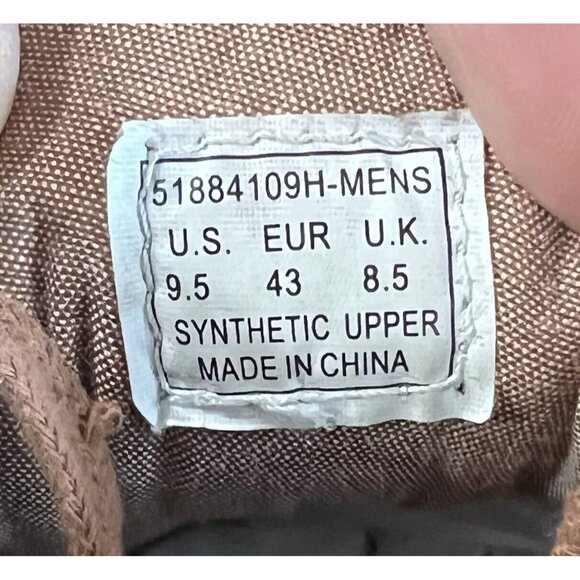 51884109H-MENS
U.S. EUR U.K.
9.5 43 8.5
SYNTHETIC UPPER
MADE IN CHINA